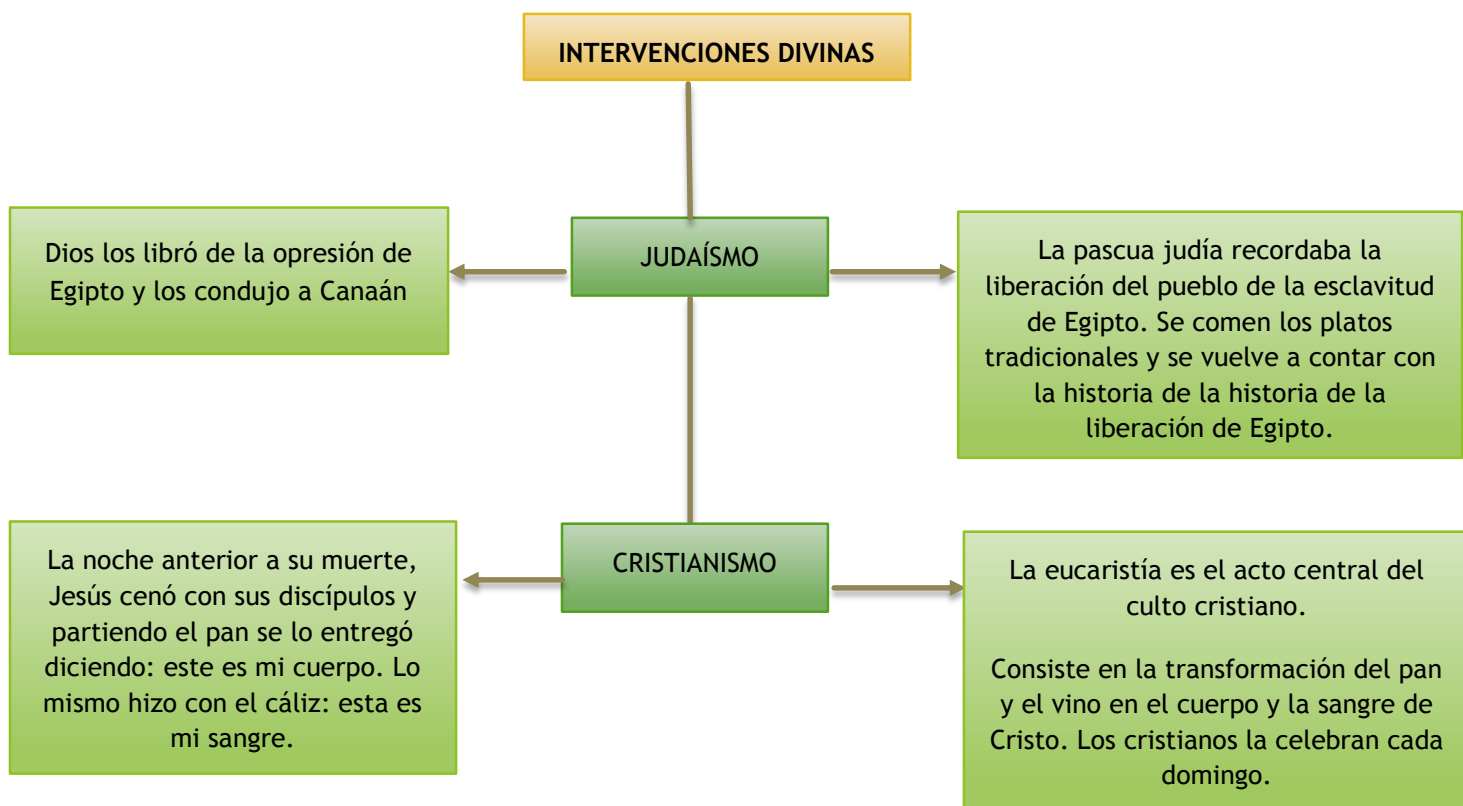 INTERVENCIONES DIVINAS
Dios los libró de la opresión de
Egipto y los condujo a Canaán
JUDAÍSMO
La pascua judía recordaba la
liberación del pueblo de la esclavitud
de Egipto. Se comen los platos
tradicionales y se vuelve a contar con
la historia de la historia de la
liberación de Egipto.
La noche anterior a su muerte,
Jesús cenó con sus discípulos y
partiendo el pan se lo entregó
diciendo: este es mi cuerpo. Lo
mismo hizo con el cáliz: esta es
mi sangre.
CRISTIANISMO
La eucaristía es el acto central del
culto cristiano.
Consiste en la transformación del pan
y el vino en el cuerpo y la sangre de
Cristo. Los cristianos la celebran cada
domingo.